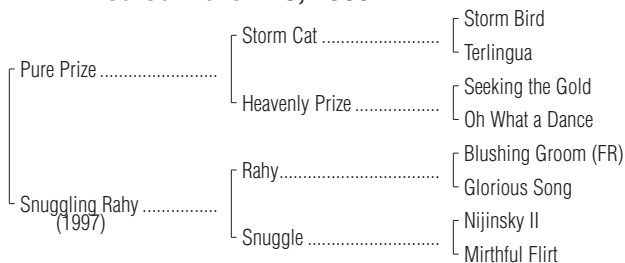 Storm Bird
Storm Cat ........................
Terlingua
Pure Prize ........................
Seeking the Gold
Heavenly Prize .................
Oh What a Dance
Blushing Groom (FR)
Rahy................................
Glorious Song
Snuggling Rahy ...............
(1997)
Nijinsky II
Snuggle ..........................
Mirthful Flirt